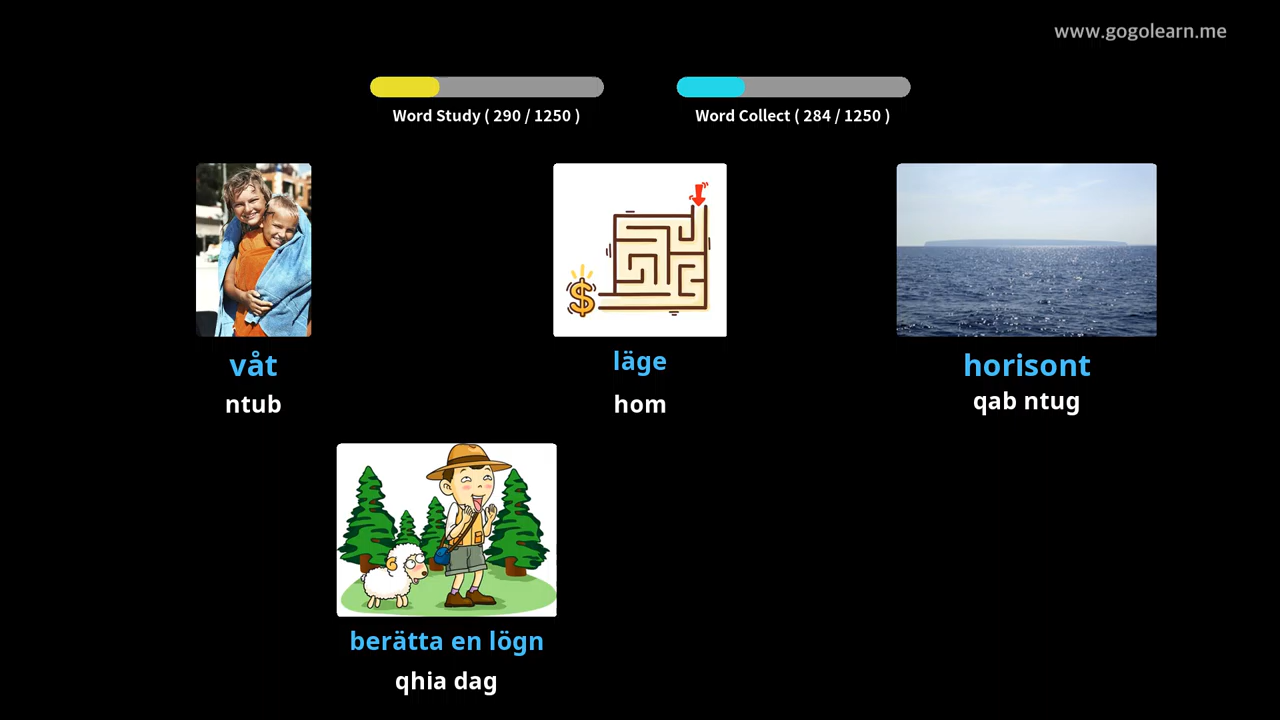 www.gogolearn.me
Word Study ( 290 / 1250 )
Word Collect ( 284 / 1250 )
våt
ntub
läge
hom
horisont
qab ntug
$
berätta en lögn
qhia dag